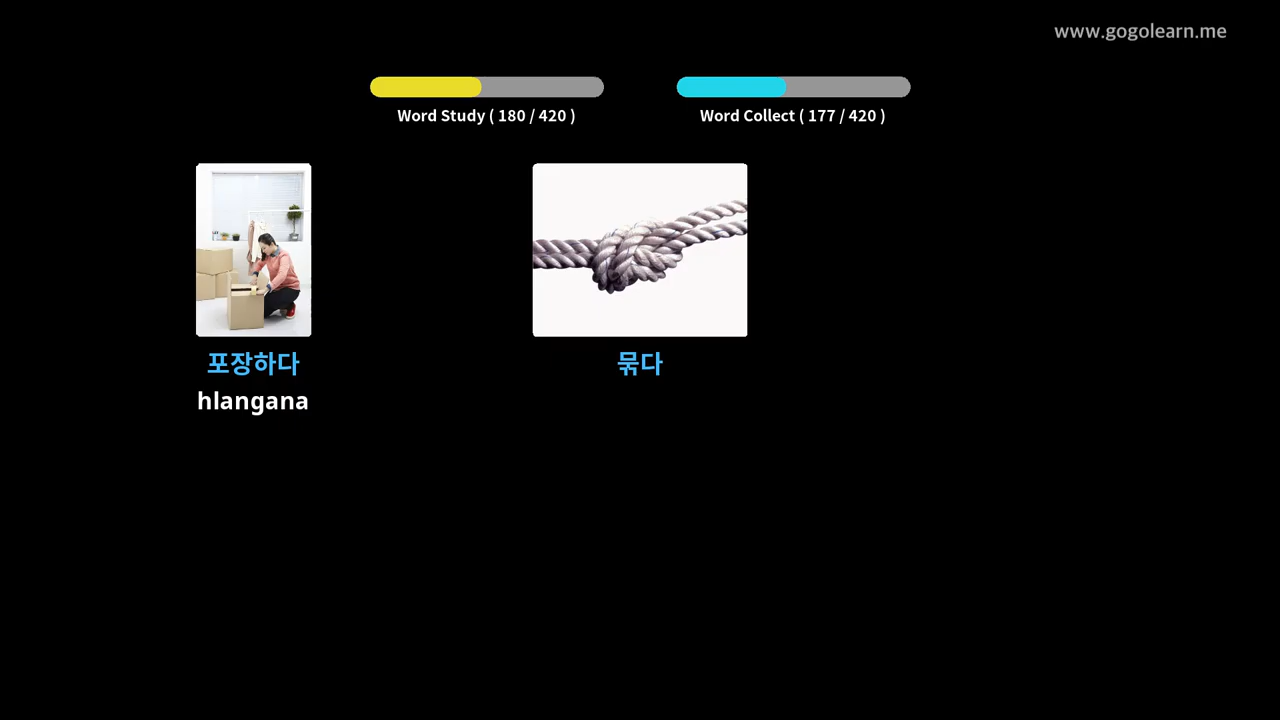 www.gogolearn.me
Word Study ( 180 / 420 )
Word Collect ( 177 / 420 )
포장하다
묶다
hlangana